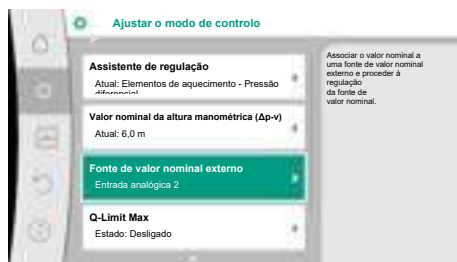 Ajustar o modo de controlo
Assistente de regulação
Atual: Elementos de aquecimento - Pressão
diferencial
Valor nominal da altura manométrica (Δp-v)
Atual: 6,0 m
Fonte de valor nominal externo
Entrada analógica 2
Q-Limit Max
Estado: Desligado
Associar o valor nominal a
uma fonte de valor nominal
externo e proceder à
regulação
da fonte de
valor nominal.